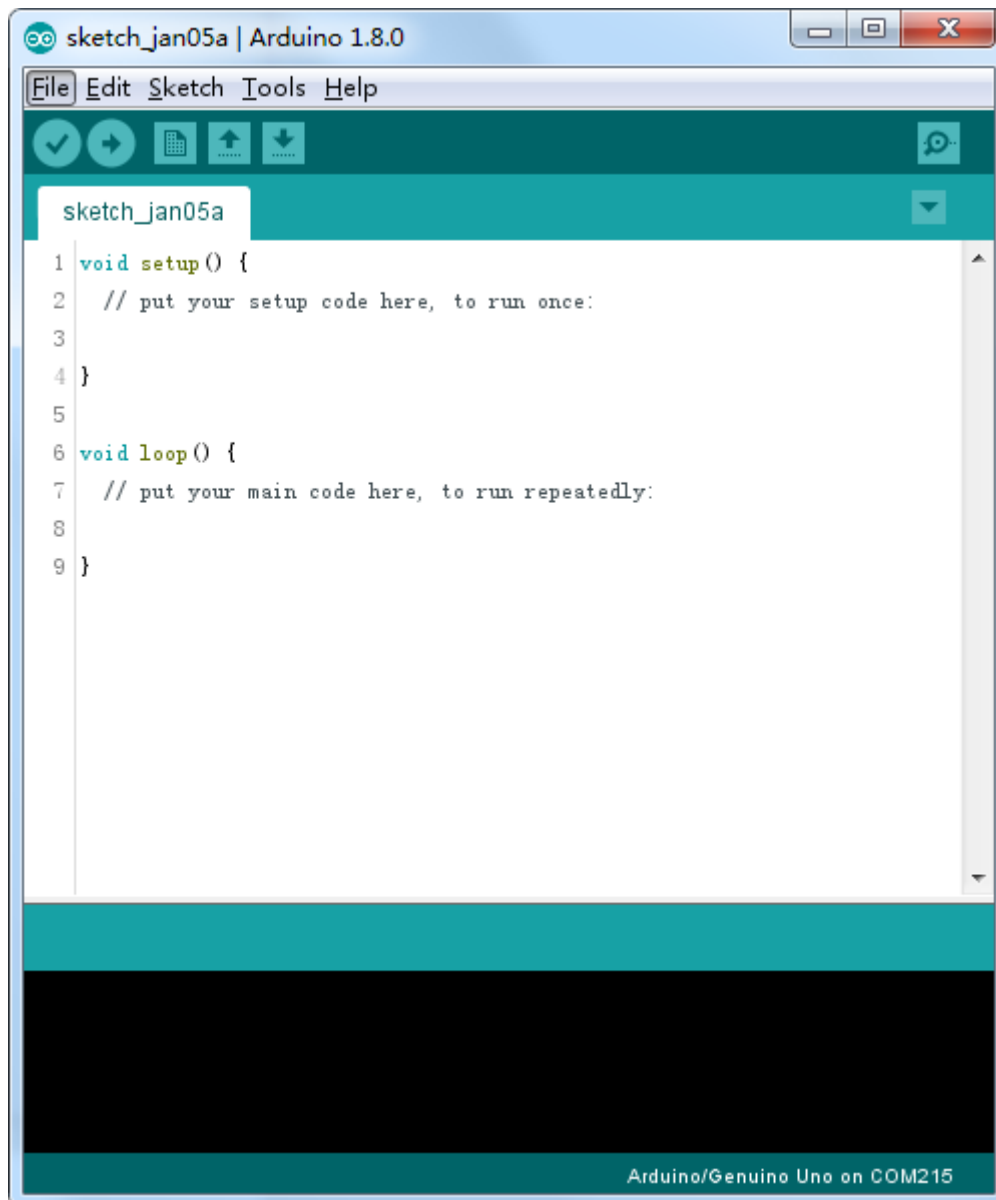 sketch_jan05a | Arduino 1.8.0
File Edit Sketch Tools Help
sketch_jan05a
1 void setup() {
2   // put your setup code here, to run once:
3
4 }
5
6 void loop() {
7   // put your main code here, to run repeatedly:
8
9 }
Arduino/Genuino Uno on COM215